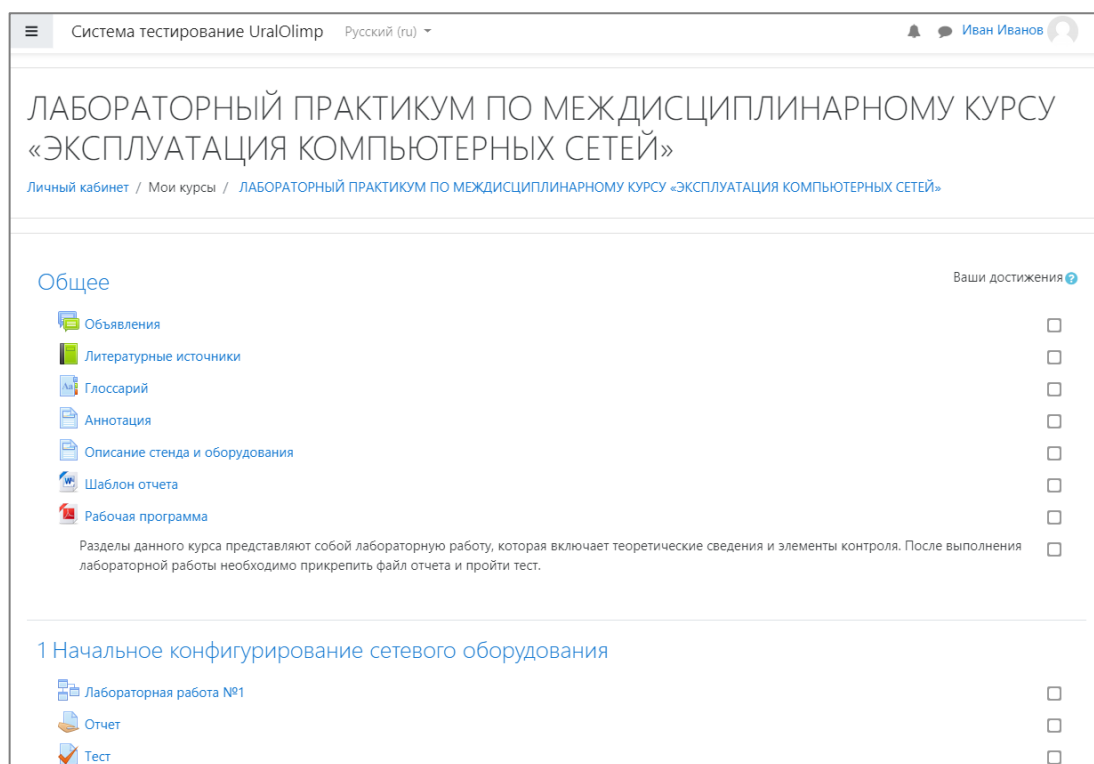 Система тестирование UralOlimp Русский (ru) Иван Иванов
ЛАБОРАТОРНЫЙ ПРАКТИКУМ ПО МЕЖДИСЦИПЛИНАРНОМУ КУРСУ
«ЭКСПЛУАТАЦИЯ КОМПЬЮТЕРНЫХ СЕТЕЙ»
Личный кабинет / Мои курсы / ЛАБОРАТОРНЫЙ ПРАКТИКУМ ПО МЕЖДИСЦИПЛИНАРНОМУ КУРСУ «ЭКСПЛУАТАЦИЯ КОМПЬЮТЕРНЫХ СЕТЕЙ»
Общее Ваши достижения
Объявления
Литературные источники
Глоссарий
Аннотация
Описание стенда и оборудования
Шаблон отчета
Рабочая программа
Разделы данного курса представляют собой лабораторную работу, которая включает теоретические сведения и элементы контроля. После выполнения
лабораторной работы необходимо прикрепить файл отчета и пройти тест.
1 Начальное конфигурирование сетевого оборудования
Лабораторная работа №1
Отчет
Тест